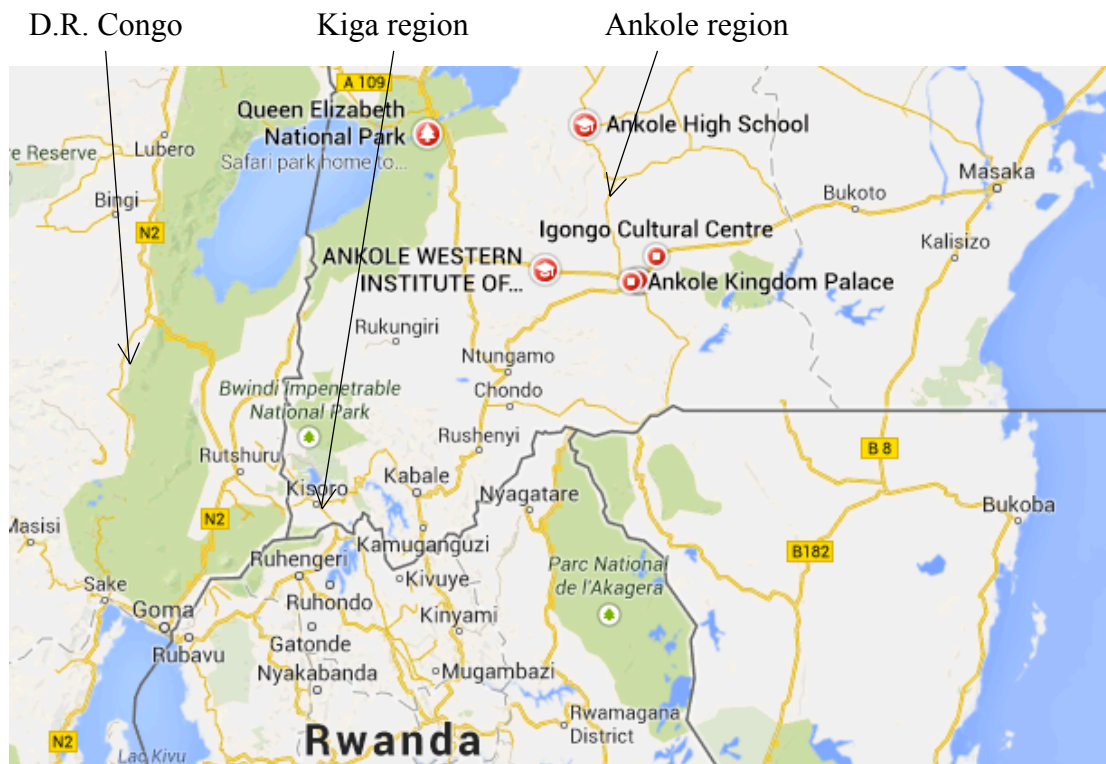 D.R. Congo
Kiga region
Ankole region
A 109
Queen Elizabeth
National Park
Safari park home to...
Ankole High School
re Reserve
Lubero
Masaka
Bingi
Bukoto
N2
Igongo Cultural Centre
Kalisizo
ANKOLE WESTERN
INSTITUTE OF...
Ankole Kingdom Palace
Rukungiri
Ntungamo
Bwindi Impenetrable
National Park
Chondo
Rushenyi
B 8
Rutshuru
Kabale
Kisoro
Nyagatare
Bukoba
N2
Masisi
Kamuganguzi
B182
Ruhengeri
Parc National
de l'Akagera
Kivuye
Sake
Ruhondo
Goma
Kinyami
Gatonde
Rubavu
Mugambazi
Nyakabanda
Rwamagana
District
Rwanda
N2
Lac Kivu